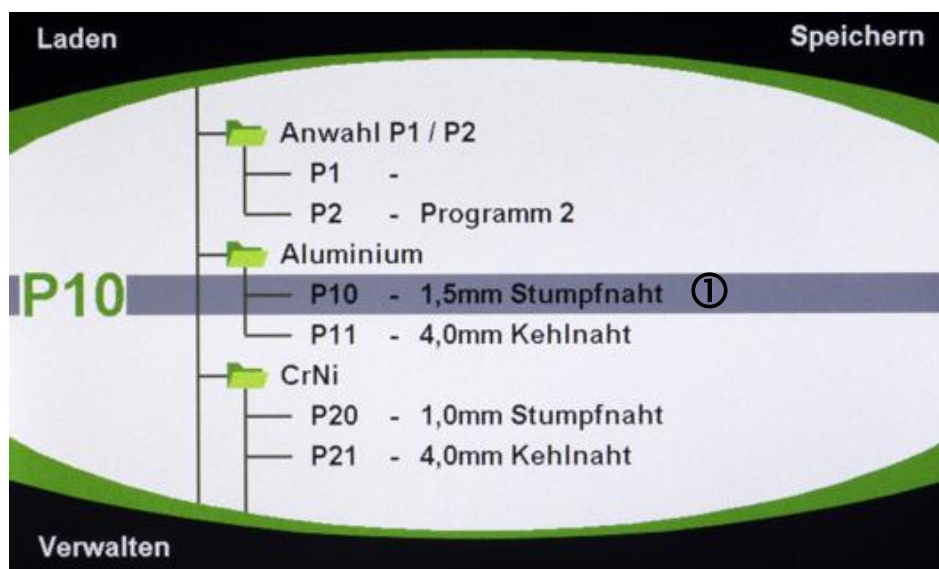 Laden
Speichern
Anwahl P1 / P2
P1 -
P2 - Programm 2
Aluminium
P10
P10 - 1,5mm Stumpfnaht ①
P11 - 4,0mm Kehlnaht
CrNi
P20 - 1,0mm Stumpfnaht
P21 - 4,0mm Kehlnaht
Verwalten